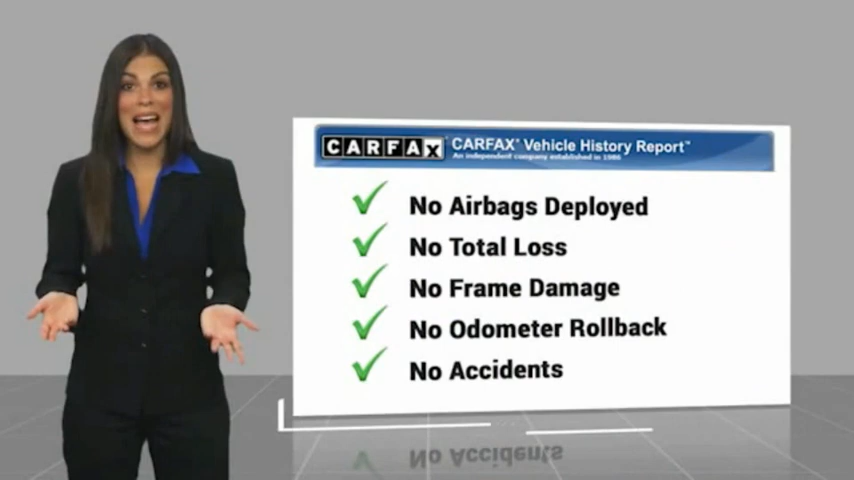 CARFAX CARFAX® Vehicle History Report™
An independent company established in 1986
No Airbags Deployed
No Total Loss
No Frame Damage
No Odometer Rollback
No Accidents
No Accidents